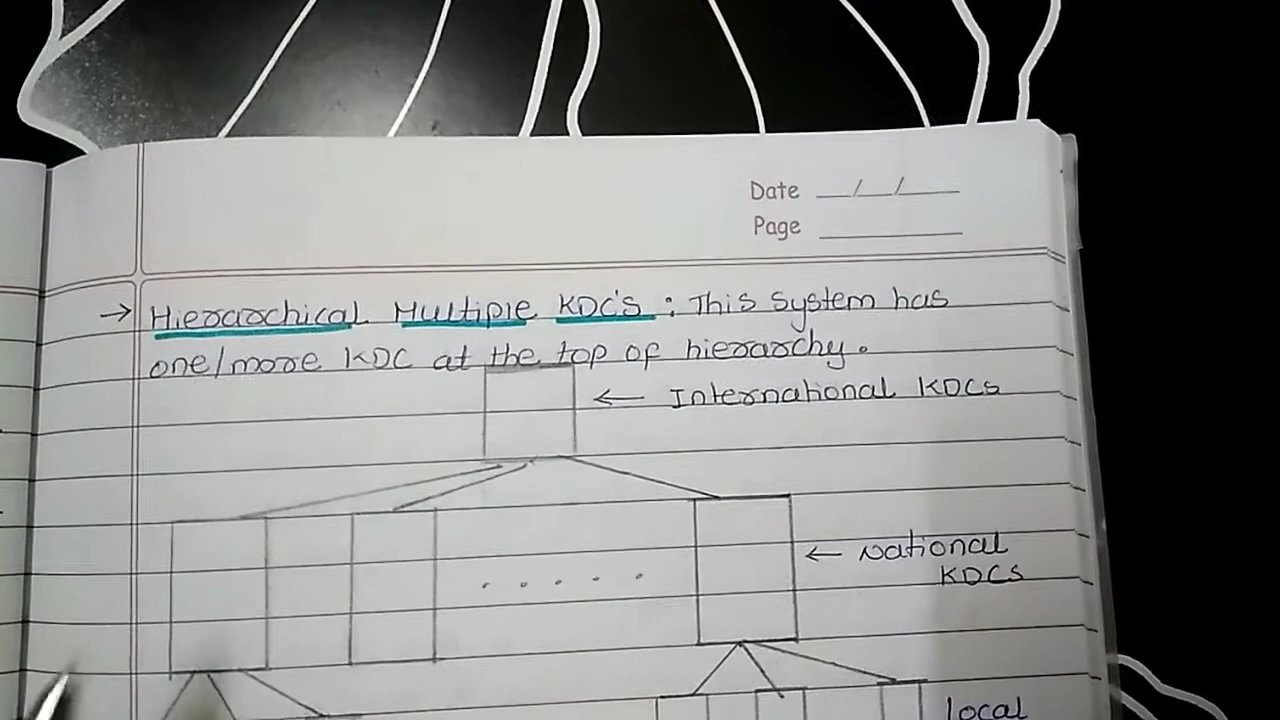 Date __/__/____
Page ________
→ Hierarchical Multiple KDC's : This system has
one/more KDC at the top of hierarchy.
← International KDCs
← National
KDCs
local